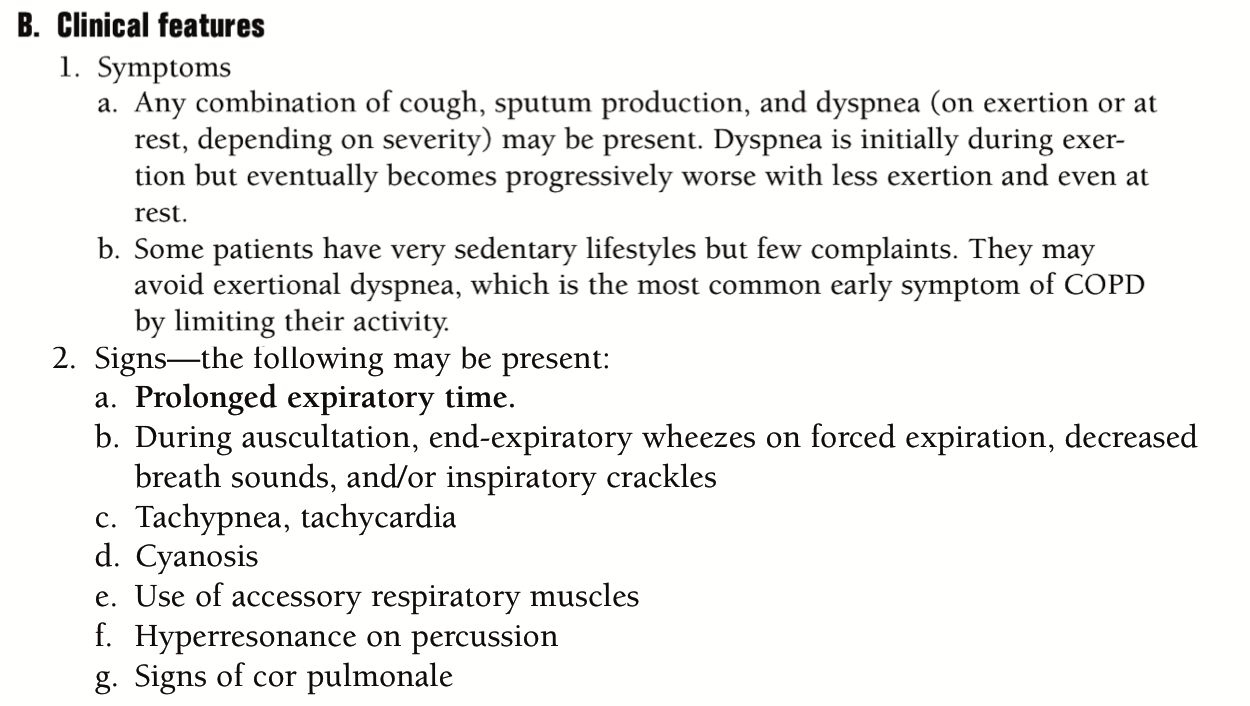 B. Clinical features
1. Symptoms
a. Any combination of cough, sputum production, and dyspnea (on exertion or at
rest, depending on severity) may be present. Dyspnea is initially during exer-
tion but eventually becomes progressively worse with less exertion and even at
rest.
b. Some patients have very sedentary lifestyles but few complaints. They may
avoid exertional dyspnea, which is the most common early symptom of COPD
by limiting their activity.
2. Signs—the following may be present:
a. Prolonged expiratory time.
b. During auscultation, end-expiratory wheezes on forced expiration, decreased
breath sounds, and/or inspiratory crackles
c. Tachypnea, tachycardia
d. Cyanosis
e. Use of accessory respiratory muscles
f. Hyperresonance on percussion
g. Signs of cor pulmonale